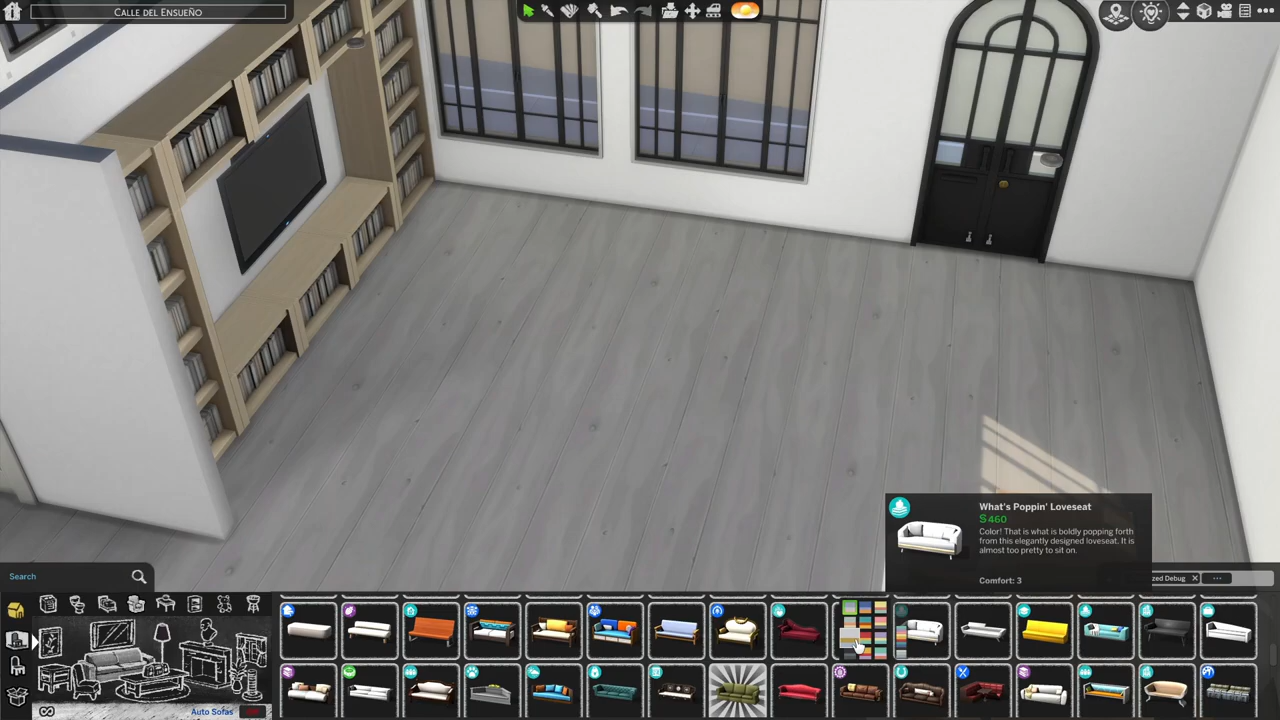 CALLE DEL ENSUEÑO
What's Poppin' Loveseat
§460
Color! That is what is boldly popping forth
from this elegantly designed loveseat. It is
almost too pretty to sit on.
Comfort: 3
Debug
Search
Auto Sofas